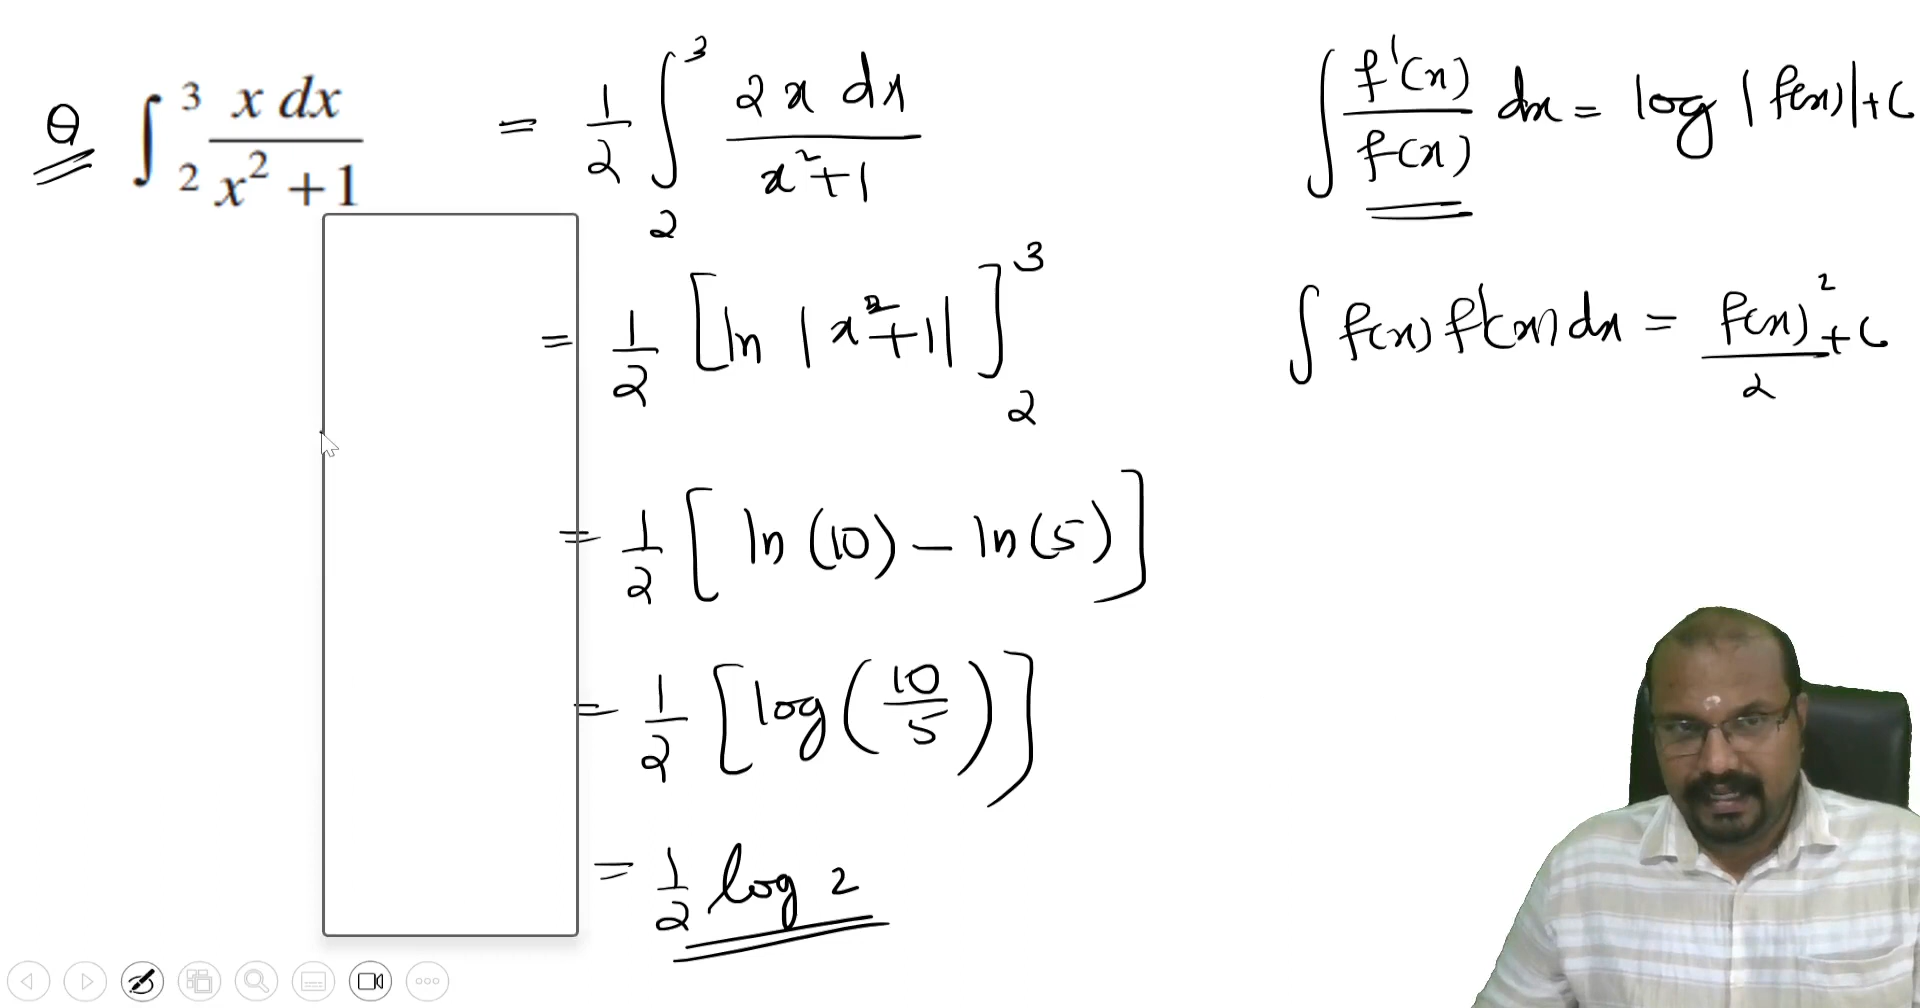 Q ∫₂³ x dx / x² + 1 = 1/2 ∫₂³ 2x dx / x² + 1
= 1/2 [ln |x² + 1|]₂³
= 1/2 [ln (10) − ln (5)]
= 1/2 [log (10/5)]
= 1/2 log 2
∫ f'(x) / f(x) dx = log |f(x)| + C
∫ f(x) f'(x) dx = f(x)² / 2 + C